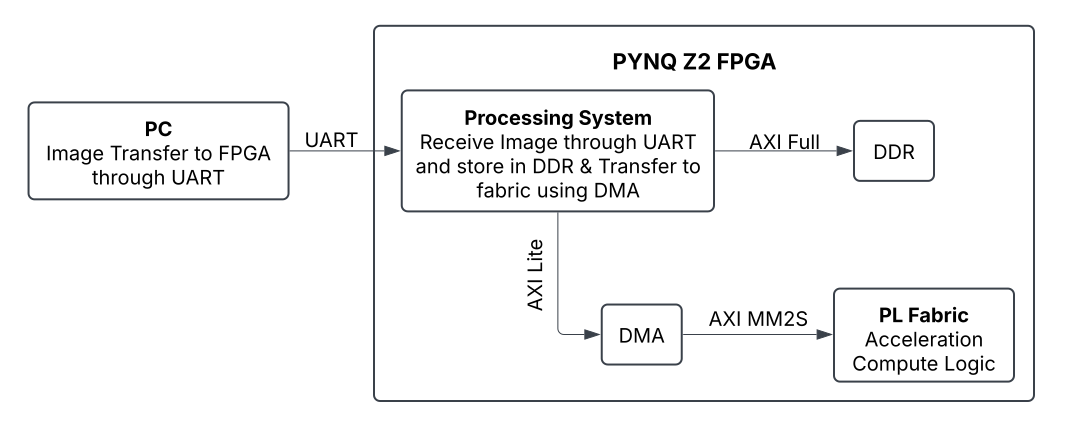 PYNQ Z2 FPGA
PC
Image Transfer to FPGA
through UART
UART
Processing System
Receive Image through UART
and store in DDR & Transfer to
fabric using DMA
AXI Full
DDR
AXI Lite
DMA
AXI MM2S
PL Fabric
Acceleration
Compute Logic